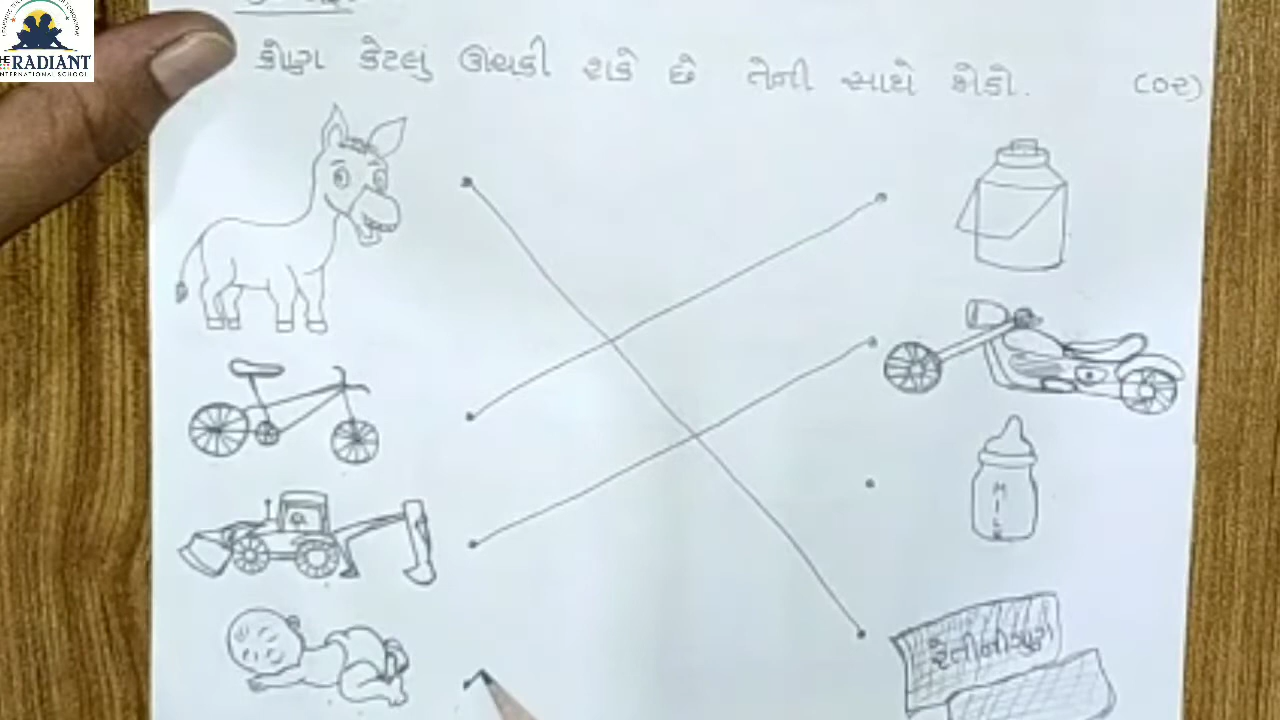 કોણ કેટલું ઊંચકી શકે છે તેની સાથે જોડો. (૦૨)
RADIANT
INTERNATIONAL SCHOOL
MILK
રેતીની ગુણ